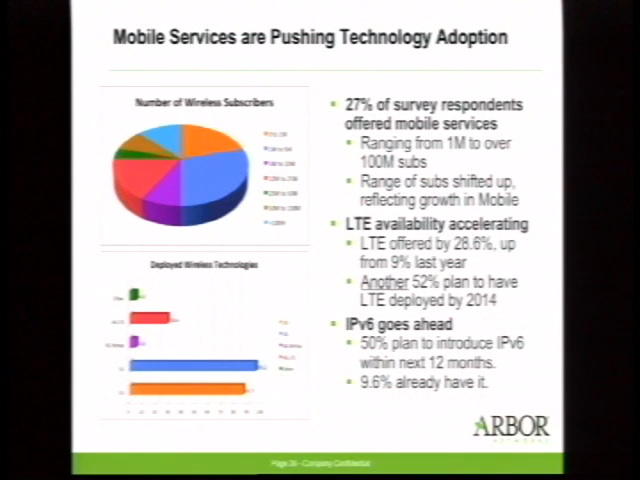 Mobile Services are Pushing Technology Adoption
Number of Wireless Subscribers
Deployed Wireless Technologies
27% of survey respondents
offered mobile services
Ranging from 1M to over
100M subs
Range of subs shifted up,
reflecting growth in Mobile
LTE availability accelerating
LTE offered by 28.6%, up
from 9% last year
Another 52% plan to have
LTE deployed by 2014
IPv6 goes ahead
50% plan to introduce IPv6
within next 12 months.
9.6% already have it.
ARBOR
NETWORKS
Company Confidential